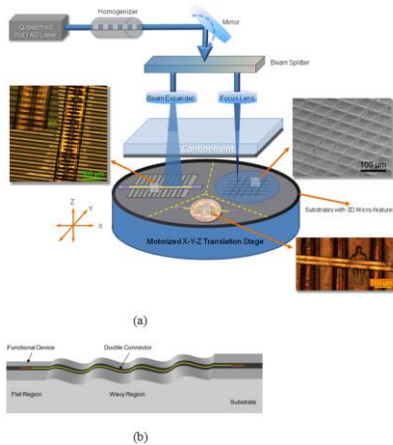 Homogenizer
Mirror
Q-switched
Nd:YAG Laser
Beam Splitter
Beam Expander
Focus Lens
Confinement
100 μm
Substrates with 3D Micro-features
Z
Y
X
Motorized X-Y-Z Translation Stage
(a)
Functional Device
Ductile Connector
Flat Region
Wavy Region
Substrate
(b)